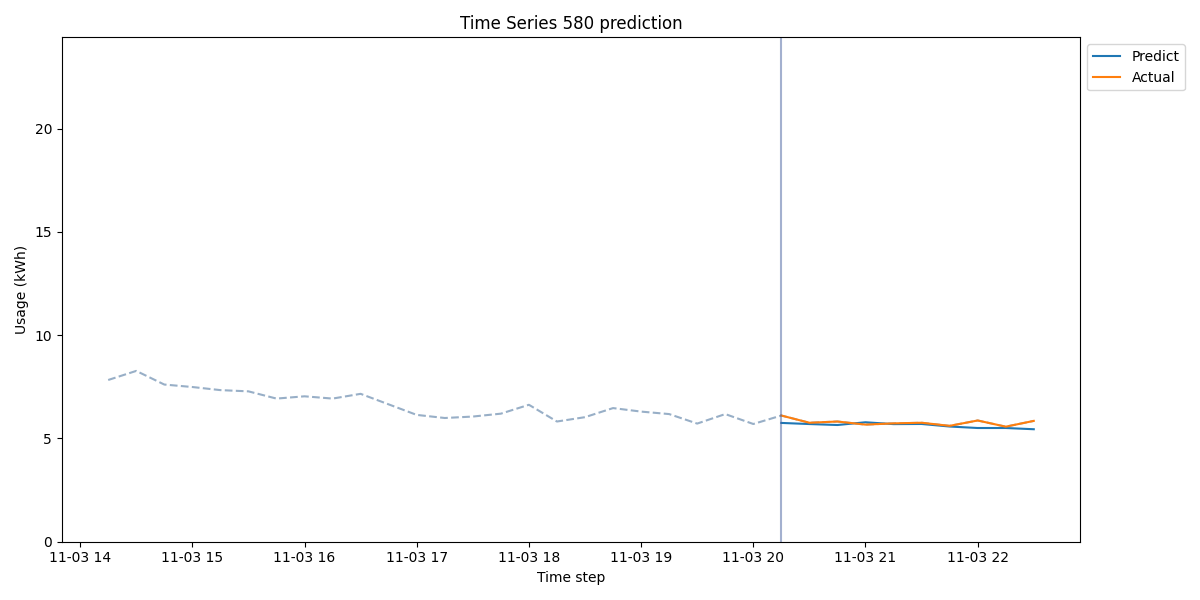 Time Series 580 prediction
Predict
Actual
Usage (kWh)
20
15
10
5
0
11-03 14 11-03 15 11-03 16 11-03 17 11-03 18 11-03 19 11-03 20 11-03 21 11-03 22
Time step